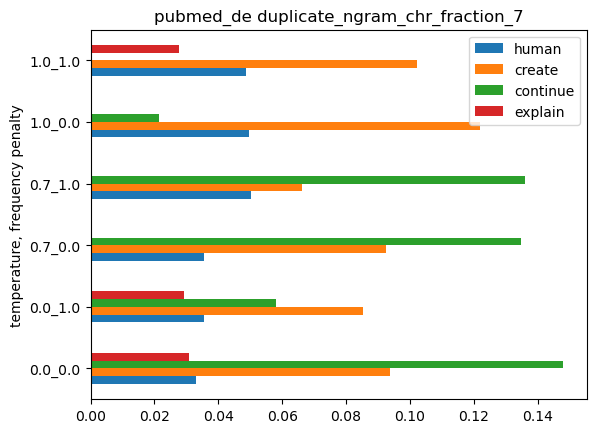 pubmed_de duplicate_ngram_chr_fraction_7
temperature, frequency penalty
1.0_1.0
1.0_0.0
0.7_1.0
0.7_0.0
0.0_1.0
0.0_0.0
0.00 0.02 0.04 0.06 0.08 0.10 0.12 0.14
human
create
continue
explain